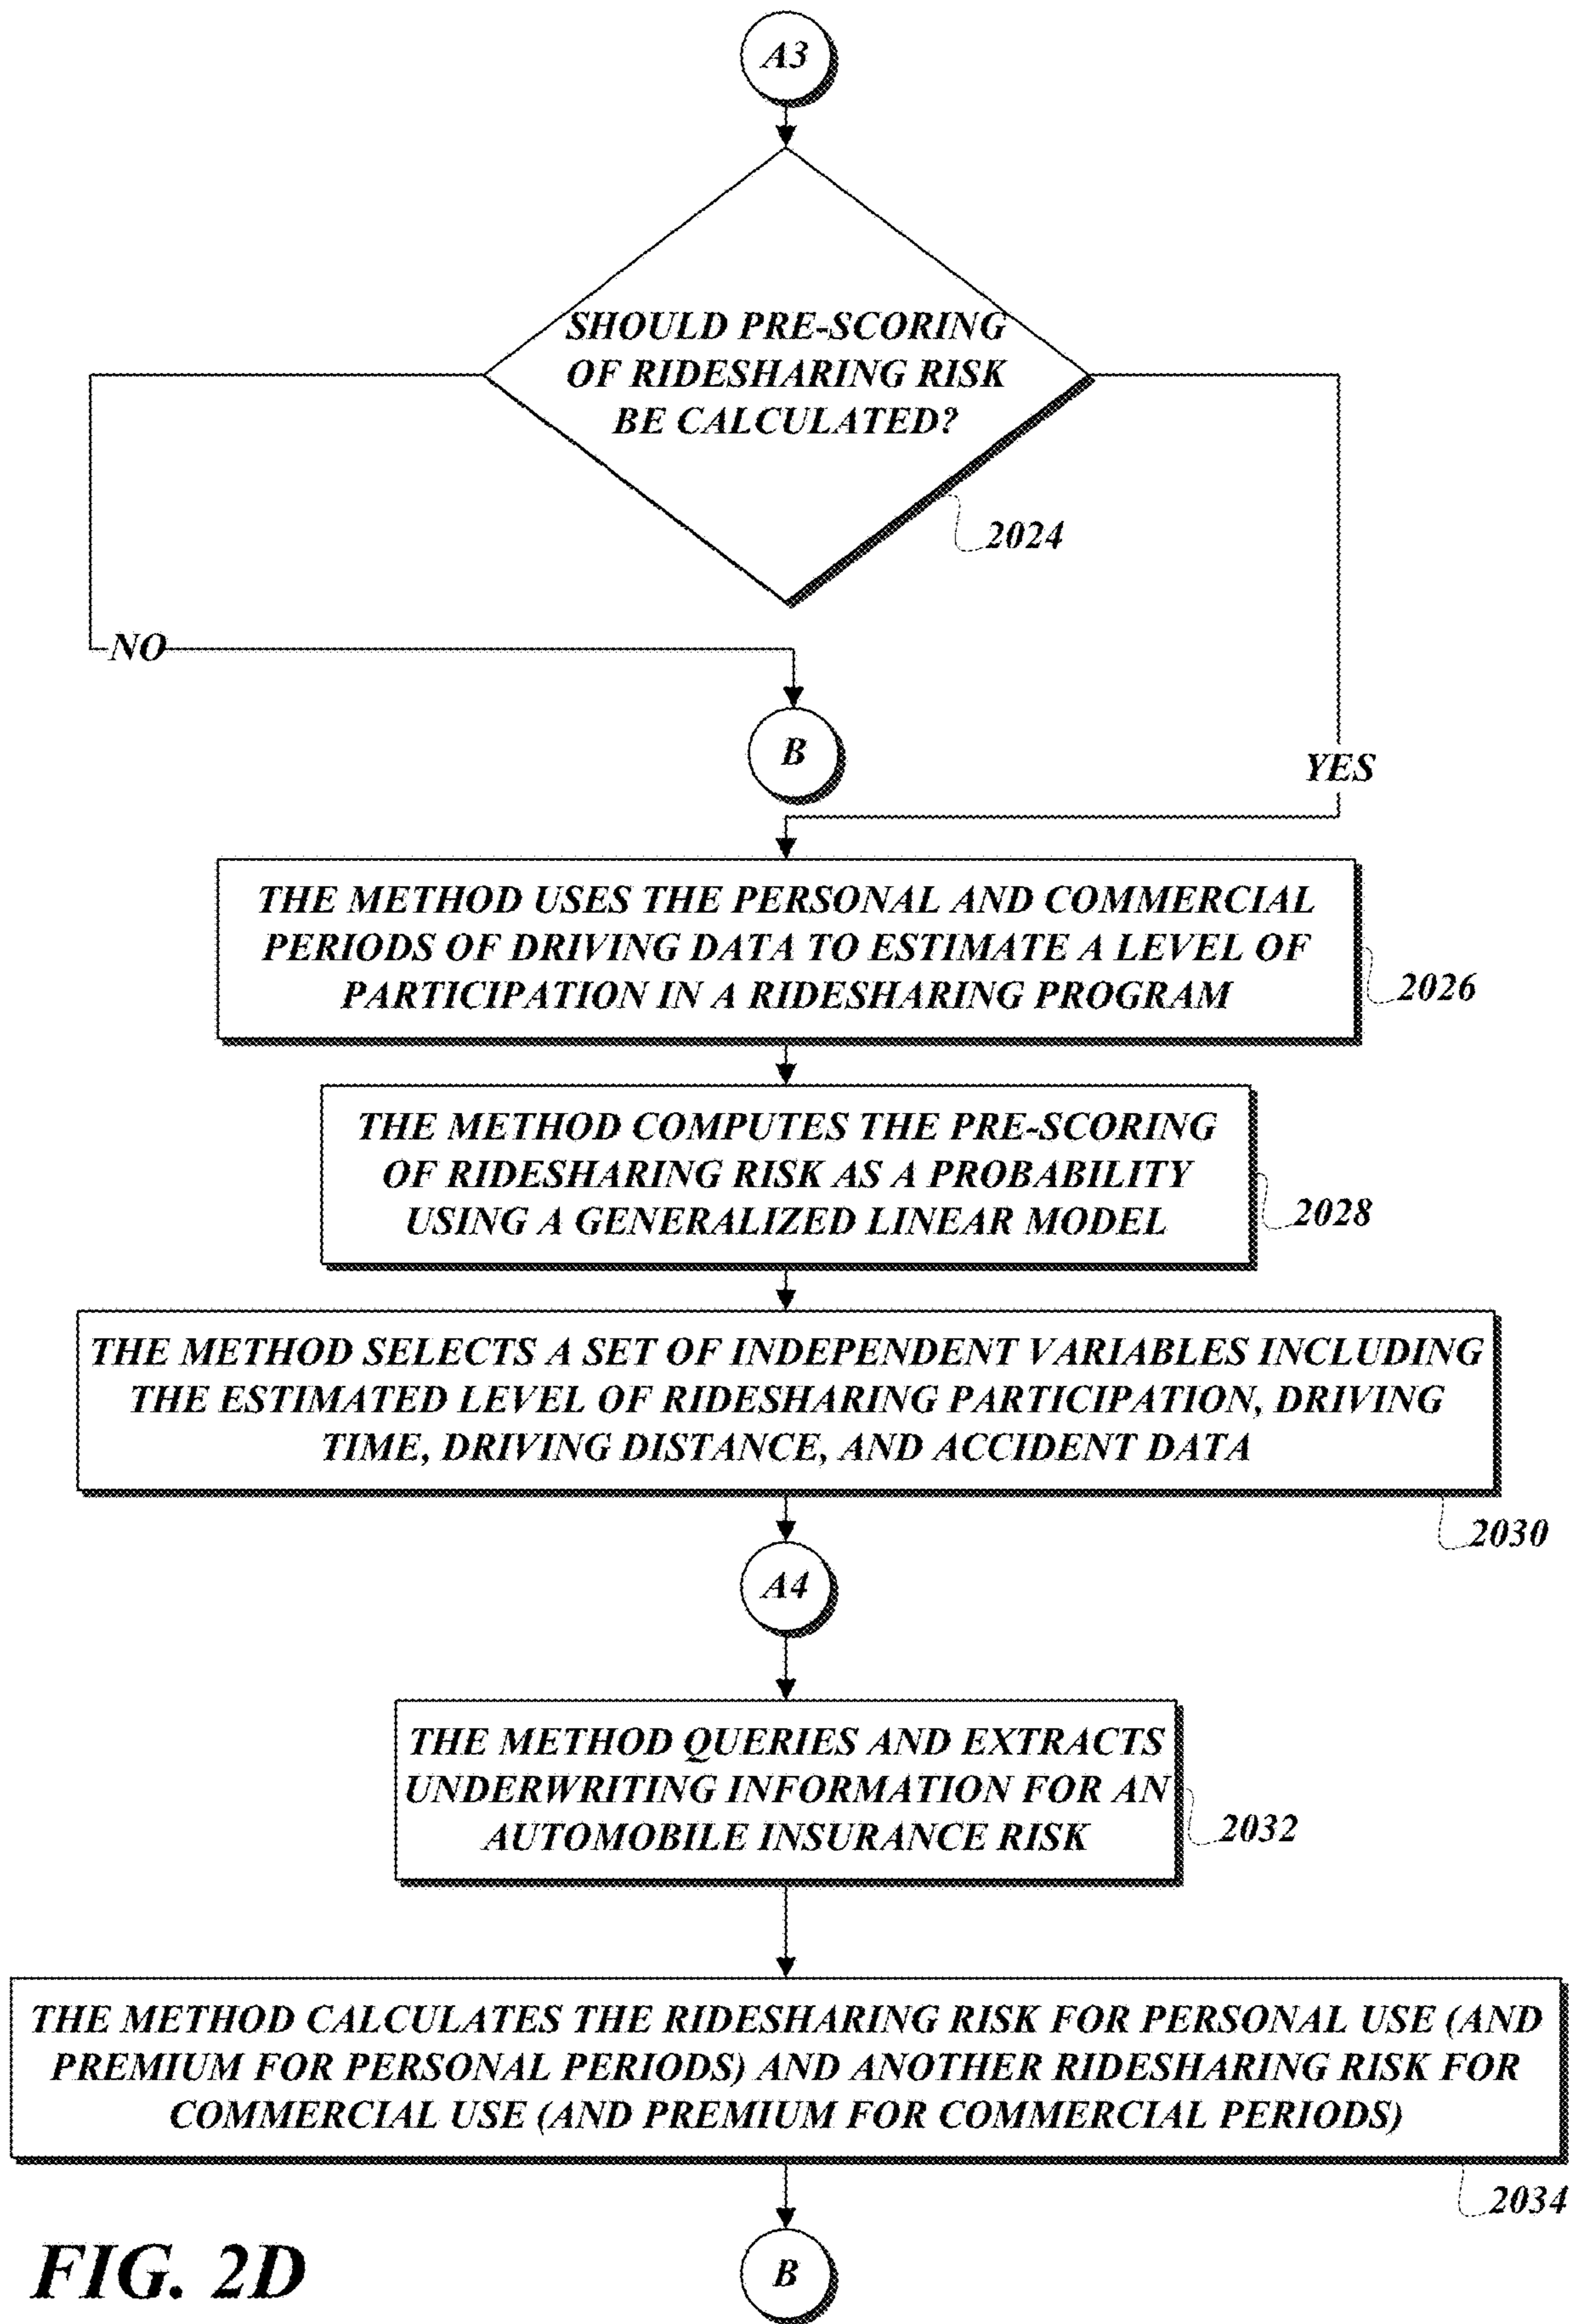 A3
SHOULD PRE-SCORING
OF RIDESHARING RISK
BE CALCULATED?
2024
NO
B
YES
THE METHOD USES THE PERSONAL AND COMMERCIAL
PERIODS OF DRIVING DATA TO ESTIMATE A LEVEL OF
PARTICIPATION IN A RIDESHARING PROGRAM
2026
THE METHOD COMPUTES THE PRE-SCORING
OF RIDESHARING RISK AS A PROBABILITY
USING A GENERALIZED LINEAR MODEL
2028
THE METHOD SELECTS A SET OF INDEPENDENT VARIABLES INCLUDING
THE ESTIMATED LEVEL OF RIDESHARING PARTICIPATION, DRIVING
TIME, DRIVING DISTANCE, AND ACCIDENT DATA
2030
A4
THE METHOD QUERIES AND EXTRACTS
UNDERWRITING INFORMATION FOR AN
AUTOMOBILE INSURANCE RISK
2032
THE METHOD CALCULATES THE RIDESHARING RISK FOR PERSONAL USE (AND
PREMIUM FOR PERSONAL PERIODS) AND ANOTHER RIDESHARING RISK FOR
COMMERCIAL USE (AND PREMIUM FOR COMMERCIAL PERIODS)
2034
B
FIG. 2D